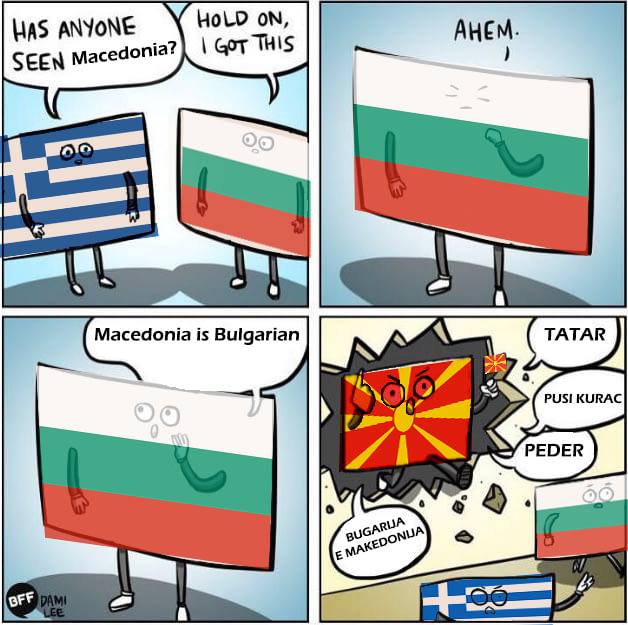 HAS ANYONE
SEEN Macedonia?
HOLD ON,
I GOT THIS
AHEM.
Macedonia is Bulgarian
TATAR
PUSI KURAC
PEDER
BUGARIJA
E MAKEDONIJA
BFF
DAMI
LEE